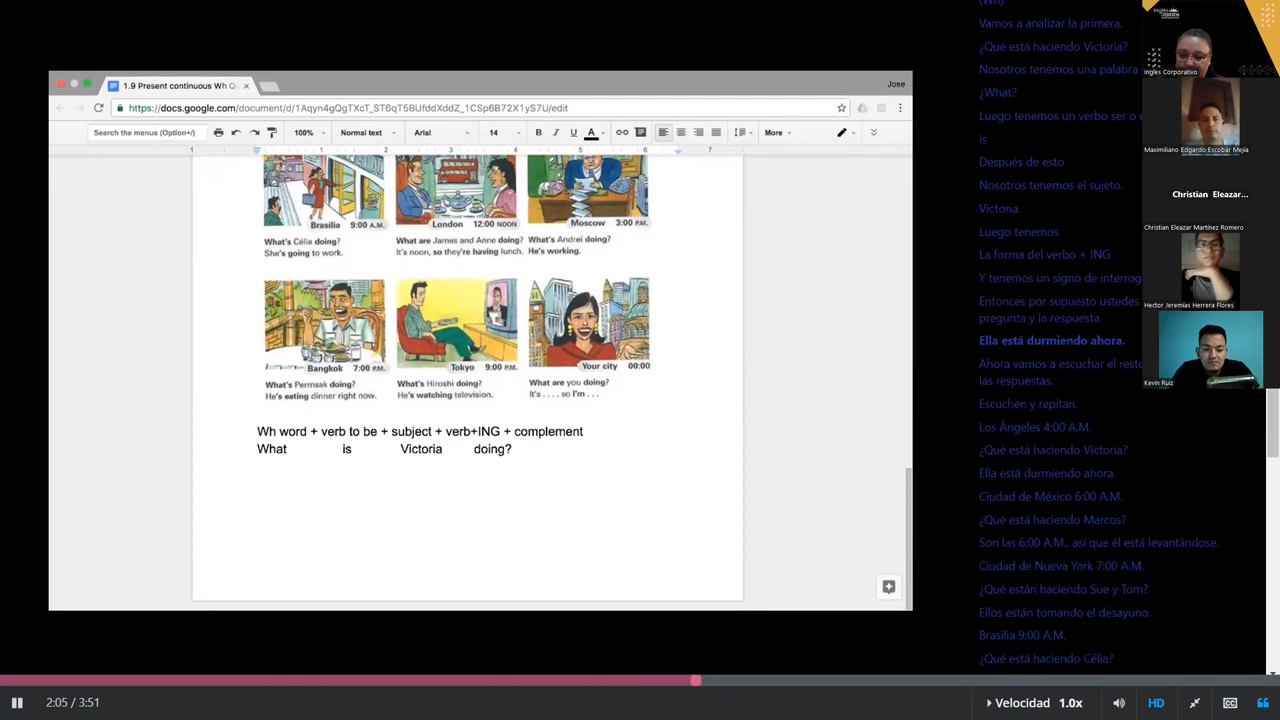 1.9 Present continuous Wh Q
Jose
https://docs.google.com/document/d/1Aqyn4gQgTXcT_ST6qT5BUfddXddZ_1CSp6B72X1yS7U/edit
Search the menus (Option+/)
100%
Normal text
Arial
14
B I U A
More
1 1 2 3 4 5 6 7
Brasília 9:00 A.M.
London 12:00 NOON
Moscow 3:00 P.M.
What's Célia doing?
She's going to work.
What are James and Anne doing?
It's noon, so they're having lunch.
What's Andrei doing?
He's working.
Bangkok 7:00 P.M.
Tokyo 9:00 P.M.
Your city 00:00
What's Permsak doing?
He's eating dinner right now.
What's Hiroshi doing?
He's watching television.
What are you doing?
It's . . . , so I'm . . .
Wh word + verb to be + subject + verb+ING + complement
What is Victoria doing?
Vamos a analizar la primera.
¿Qué está haciendo Victoria?
Nosotros tenemos una palabra
¿What?
Luego tenemos un verbo ser o
is
Después de esto
Nosotros tenemos el sujeto.
Victoria.
Luego tenemos
La forma del verbo + ING
Y tenemos un signo de interrog
Entonces por supuesto ustedes
pregunta y la respuesta.
Ella está durmiendo ahora.
Ahora vamos a escuchar el resto
las respuestas.
Escuchen y repitan.
Los Ángeles 4:00 A.M.
¿Qué está haciendo Victoria?
Ella está durmiendo ahora.
Ciudad de México 6:00 A.M.
¿Qué está haciendo Marcos?
Son las 6:00 A.M., así que él está levantándose.
Ciudad de Nueva York 7:00 A.M.
¿Qué están haciendo Sue y Tom?
Ellos están tomando el desayuno.
Brasilia 9:00 A.M.
¿Qué está haciendo Célia?
Inglés Corporativo
Ingles Corporativo
Maximiliano Edgardo Escobar Mejía
Christian Eleazar...
Christian Eleazar Martínez Romero
Hector Jeremías Herrera Flores
Kevin Ruiz
2:05 / 3:51
Velocidad 1.0x
HD
CC